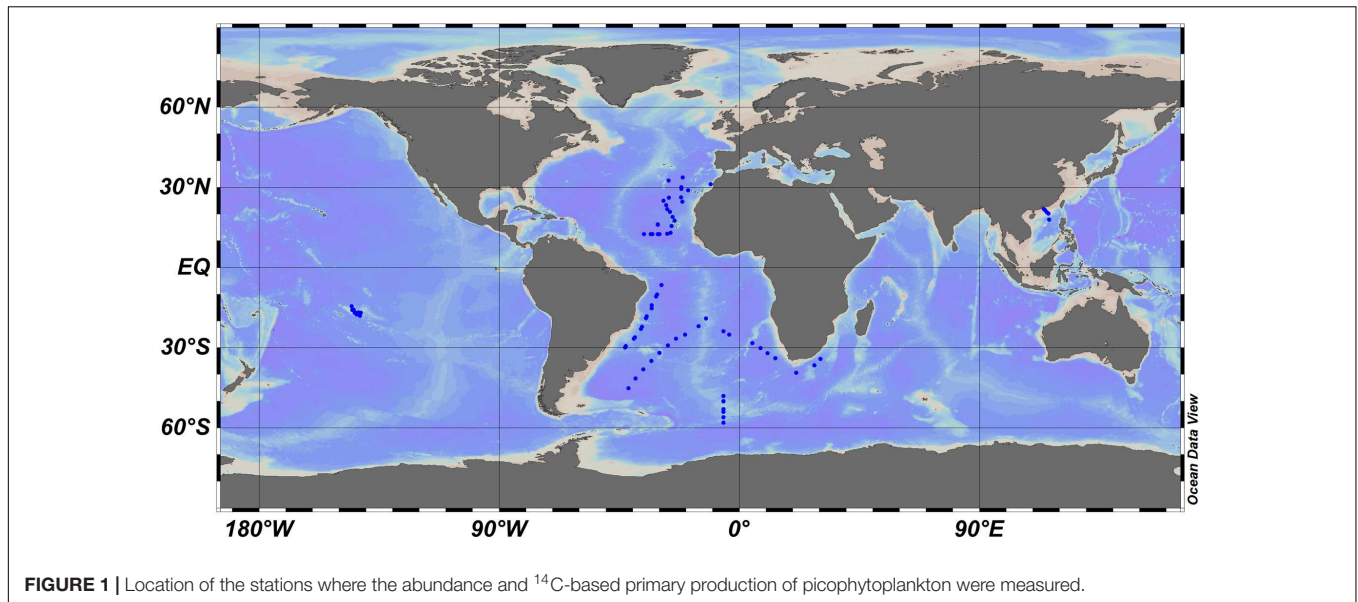 60°N
30°N
EQ
30°S
60°S
180°W 90°W 0° 90°E
Ocean Data View
FIGURE 1 | Location of the stations where the abundance and ¹⁴C-based primary production of picophytoplankton were measured.